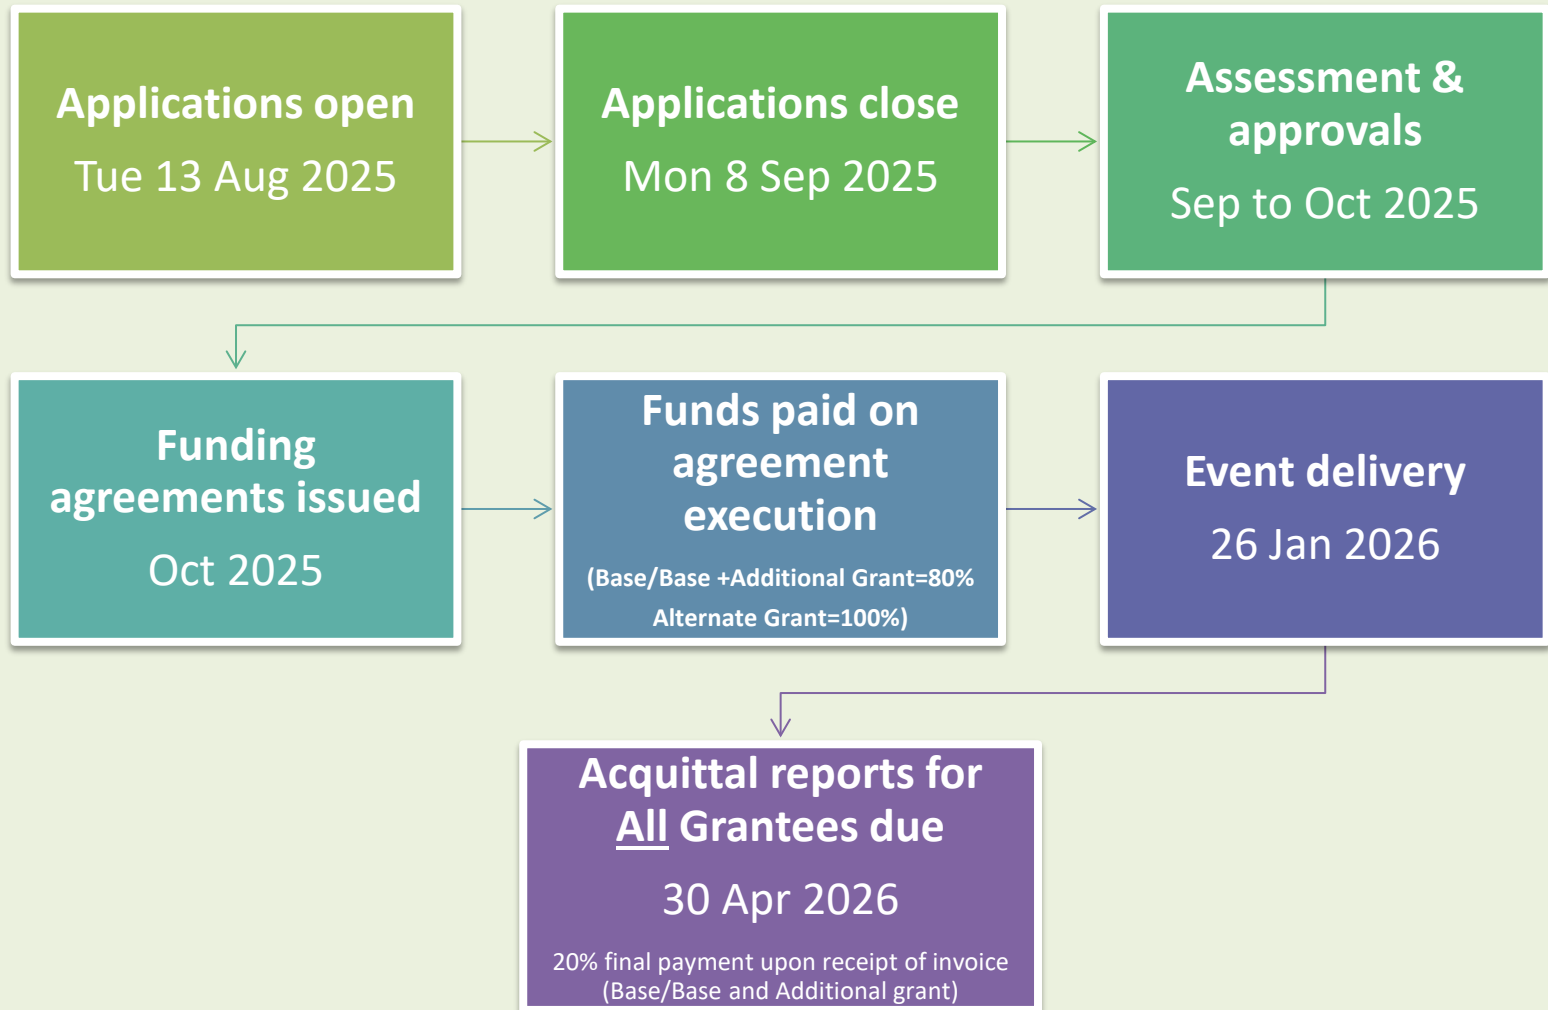 Applications open
Tue 13 Aug 2025
Applications close
Mon 8 Sep 2025
Assessment &
approvals
Sep to Oct 2025
Funding
agreements issued
Oct 2025
Funds paid on
agreement
execution
(Base/Base +Additional Grant=80%
Alternate Grant=100%)
Event delivery
26 Jan 2026
Acquittal reports for
All Grantees due
30 Apr 2026
20% final payment upon receipt of invoice
(Base/Base and Additional grant)